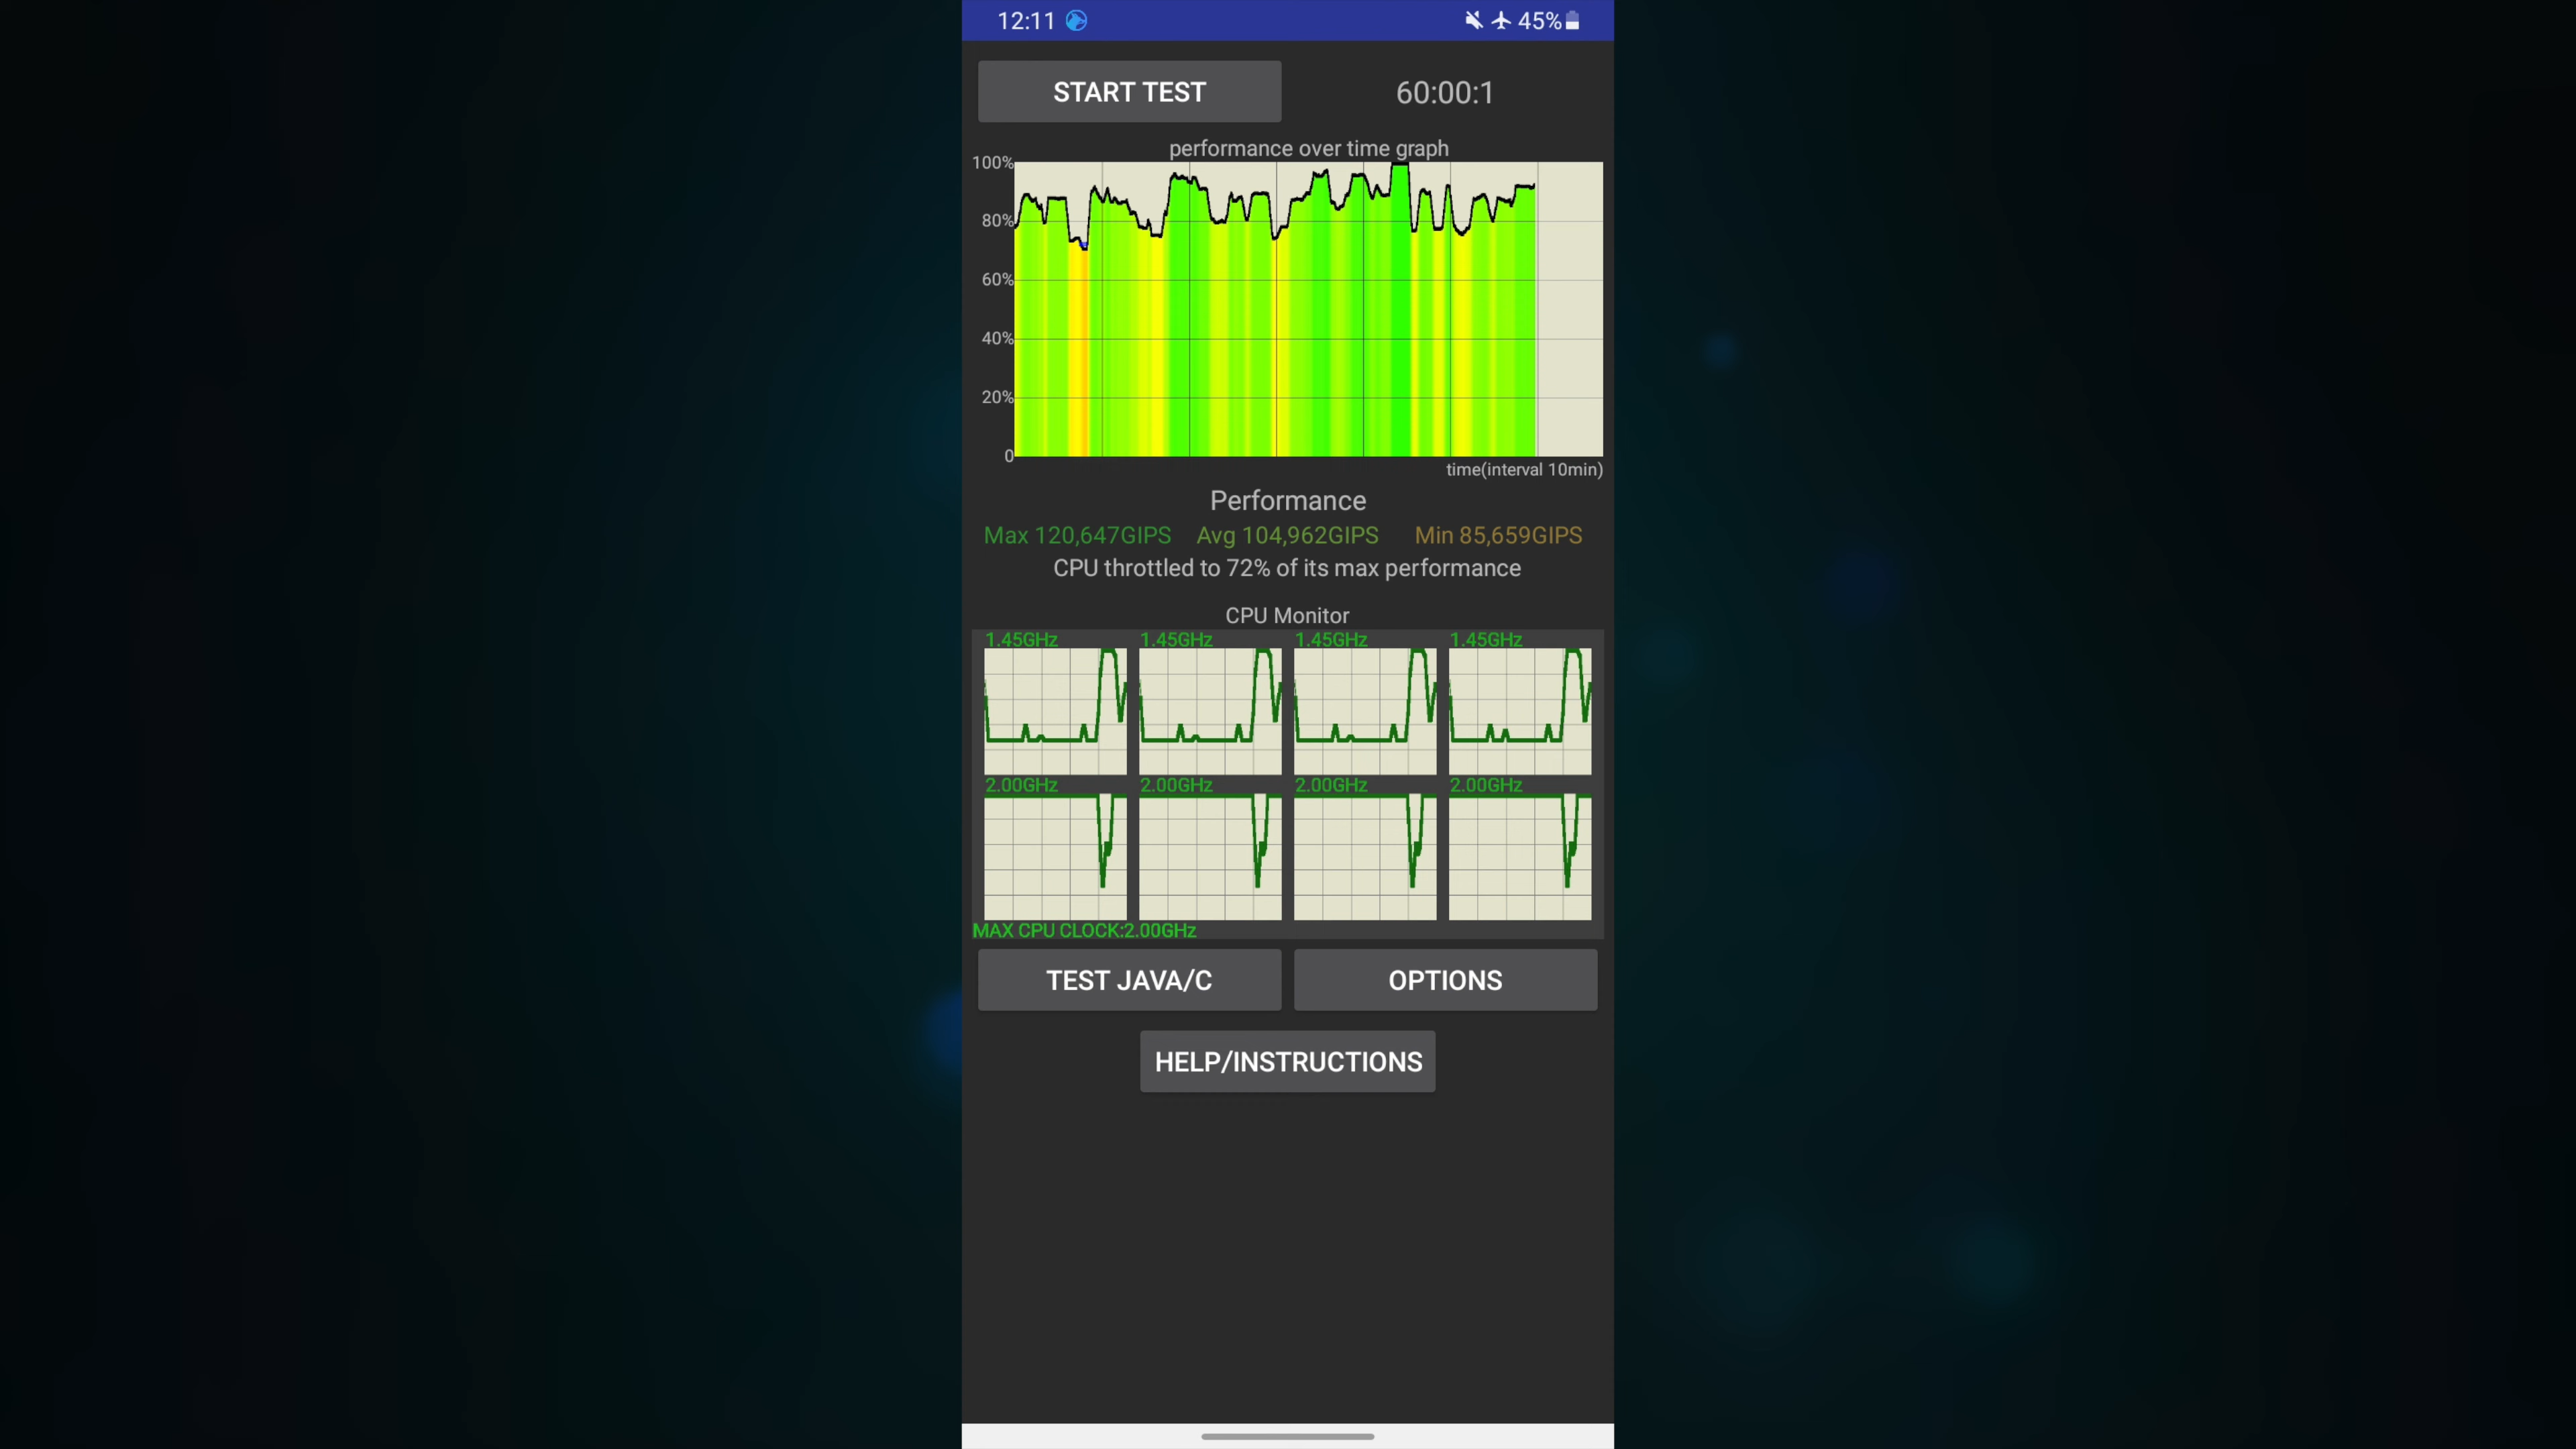 12:11 45%
START TEST 60:00:1
performance over time graph
100%
80%
60%
40%
20%
0
time(interval 10min)
Performance
Max 120,647GIPS Avg 104,962GIPS Min 85,659GIPS
CPU throttled to 72% of its max performance
CPU Monitor
1.45GHz 1.45GHz 1.45GHz 1.45GHz
2.00GHz 2.00GHz 2.00GHz 2.00GHz
MAX CPU CLOCK:2.00GHz
TEST JAVA/C OPTIONS
HELP/INSTRUCTIONS